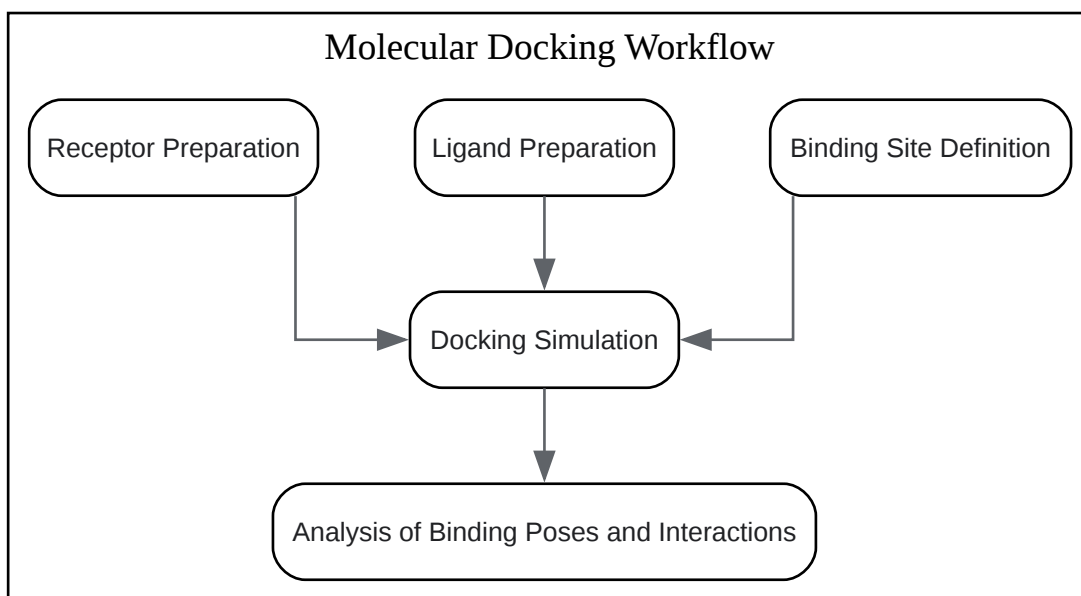 Molecular Docking Workflow
Receptor Preparation
Ligand Preparation
Binding Site Definition
Docking Simulation
Analysis of Binding Poses and Interactions